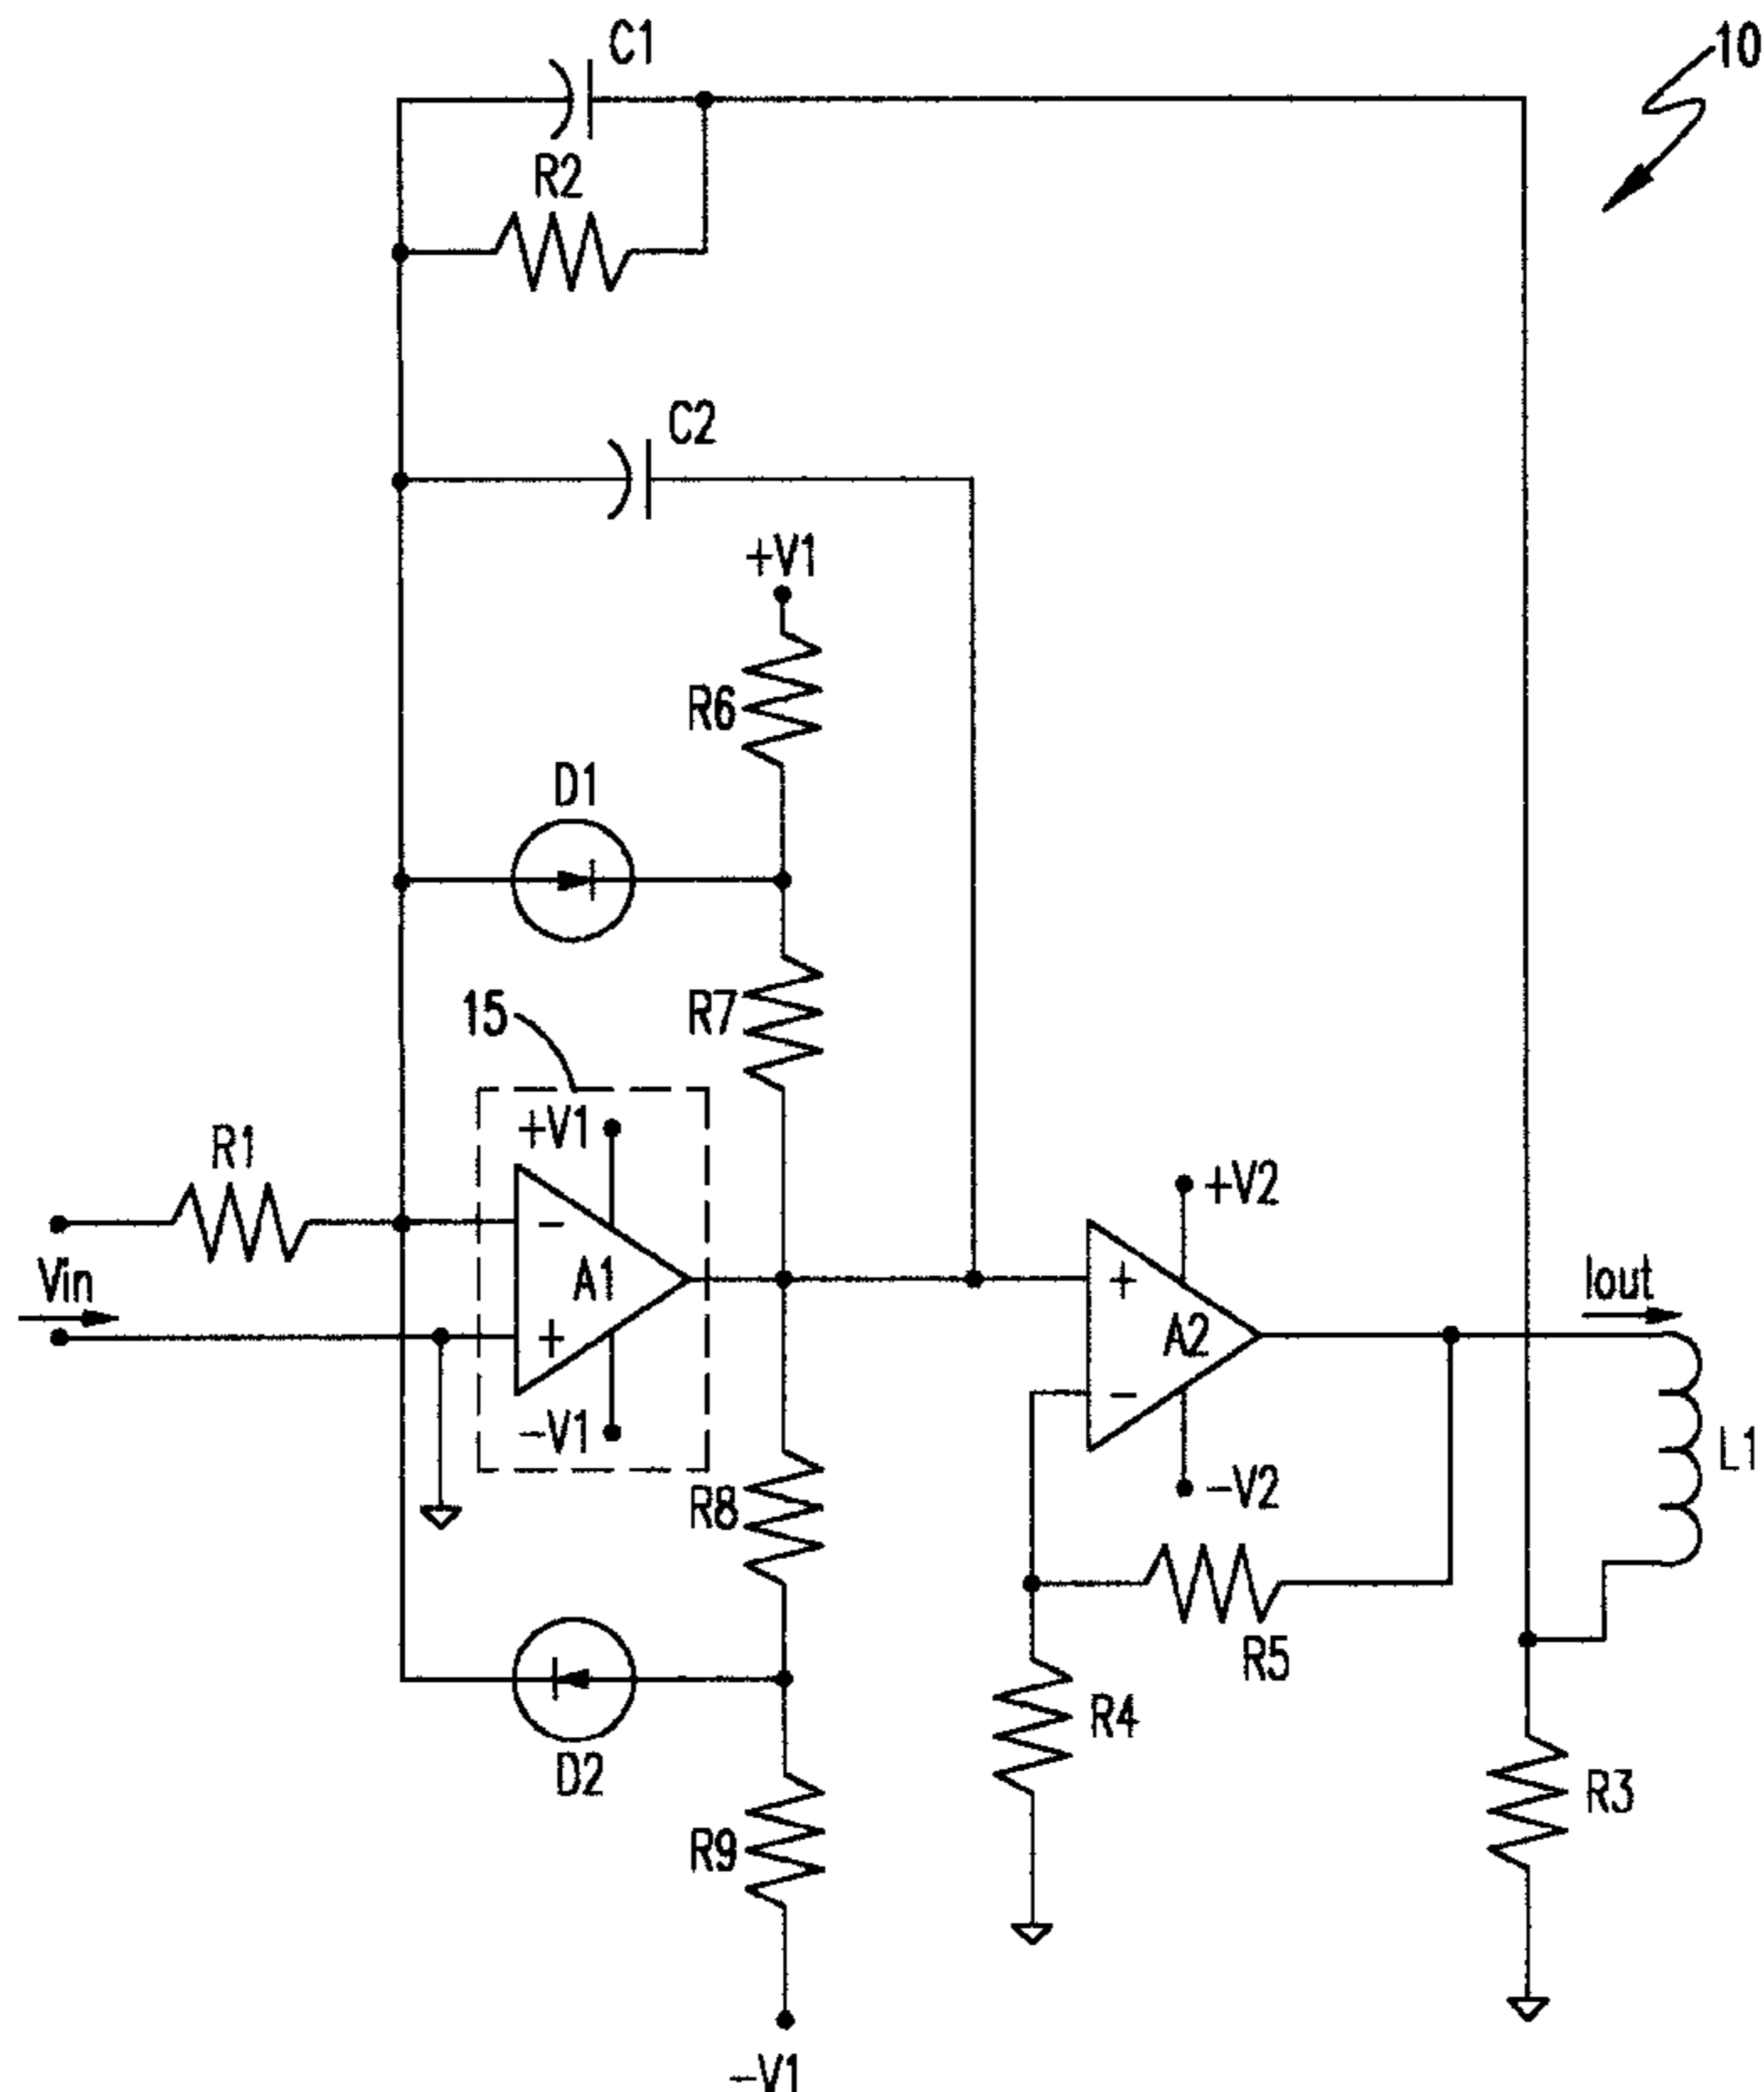 C1
10
R2
C2
+V1
R6
D1
15
R7
+V1
R1
+V2
-
A1
+
Iout
Vin
+
A2
-
-V1
-V2
L1
R8
R5
R4
D2
R3
R9
-V1